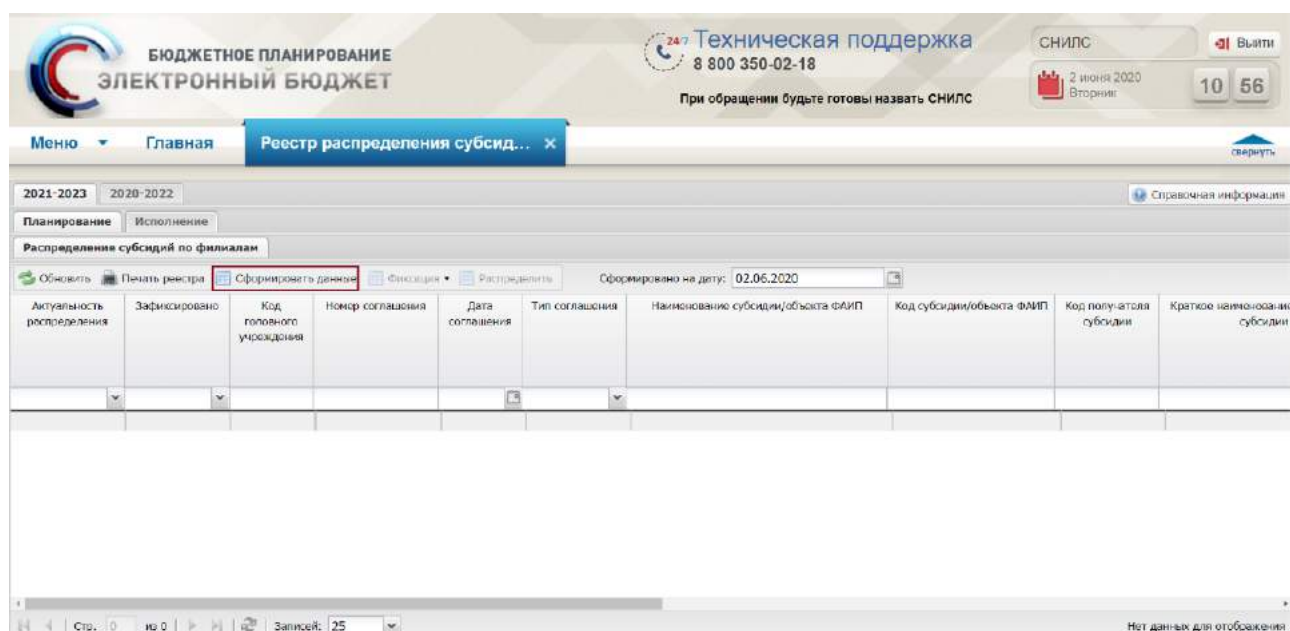 БЮДЖЕТНОЕ ПЛАНИРОВАНИЕ
ЭЛЕКТРОННЫЙ БЮДЖЕТ
24/7 Техническая поддержка
8 800 350-02-18
При обращении будьте готовы назвать СНИЛС
СНИЛС
Выйти
2 июня 2020
Вторник
10 56
Меню Главная Реестр распределения субсид... ×
свернуть
2021-2023 2020-2022 Справочная информация
Планирование Исполнение
Распределение субсидий по филиалам
Обновить Печать реестра Сформировать данные Фиксация Распределить Сформировано на дату: 02.06.2020
Актуальность распределения
Зафиксировано
Код головного учреждения
Номер соглашения
Дата соглашения
Тип соглашения
Наименование субсидии/объекта ФАИП
Код субсидии/объекта ФАИП
Код получателя субсидии
Краткое наименование субсидии
Стр. 0 из 0 Записей: 25 Нет данных для отображения